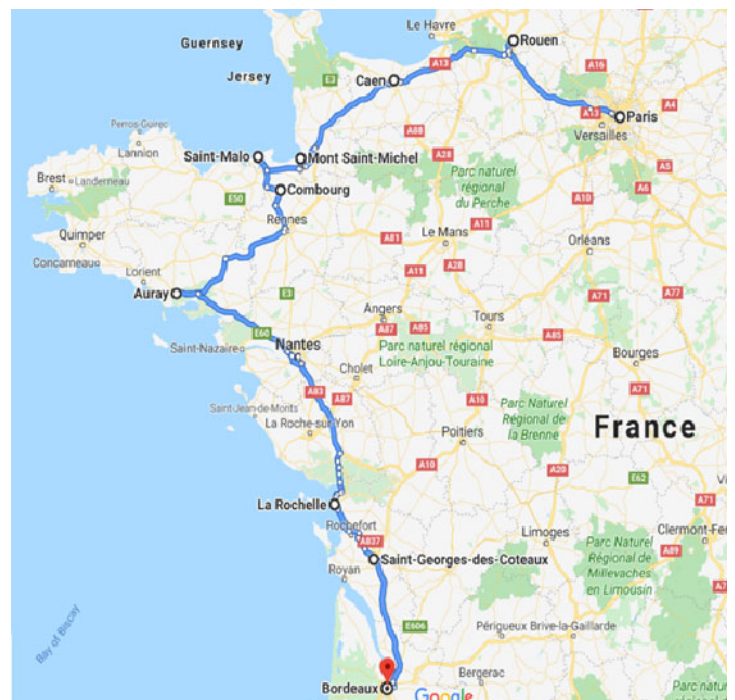 Guernsey
Jersey
Le Havre
Rouen
A13
A16
Caen
E3
A13
Paris
A4
Versailles
A88
A5
Perros-Guirec
Lannion
Saint-Malo
Mont Saint-Michel
A28
Parc naturel
régional
du Perche
A6
Brest
Landerneau
Combourg
E50
A10
A11
Rennes
A81
Le Mans
Quimper
Concarneau
Orléans
A28
A19
Lorient
Auray
E3
A71
A77
Angers
E60
A87
A85
Tours
A85
Saint-Nazaire
Nantes
Parc naturel régional
Loire-Anjou-Touraine
Bourges
Cholet
A83
A87
A10
A71
Saint-Jean-de-Monts
La Roche-sur-Yon
Parc Naturel
Régional de
la Brenne
France
Poitiers
A10
A20
E62
La Rochelle
A71
Rochefort
A837
Limoges
Clermont-Fer
Saint-Georges-des-Coteaux
Parc Naturel
Régional de
Millevaches
en Limousin
A89
Royan
Bay of Biscay
E606
Périgueux
Brive-la-Gaillarde
Bordeaux
Bergerac
Google
Parc
naturel